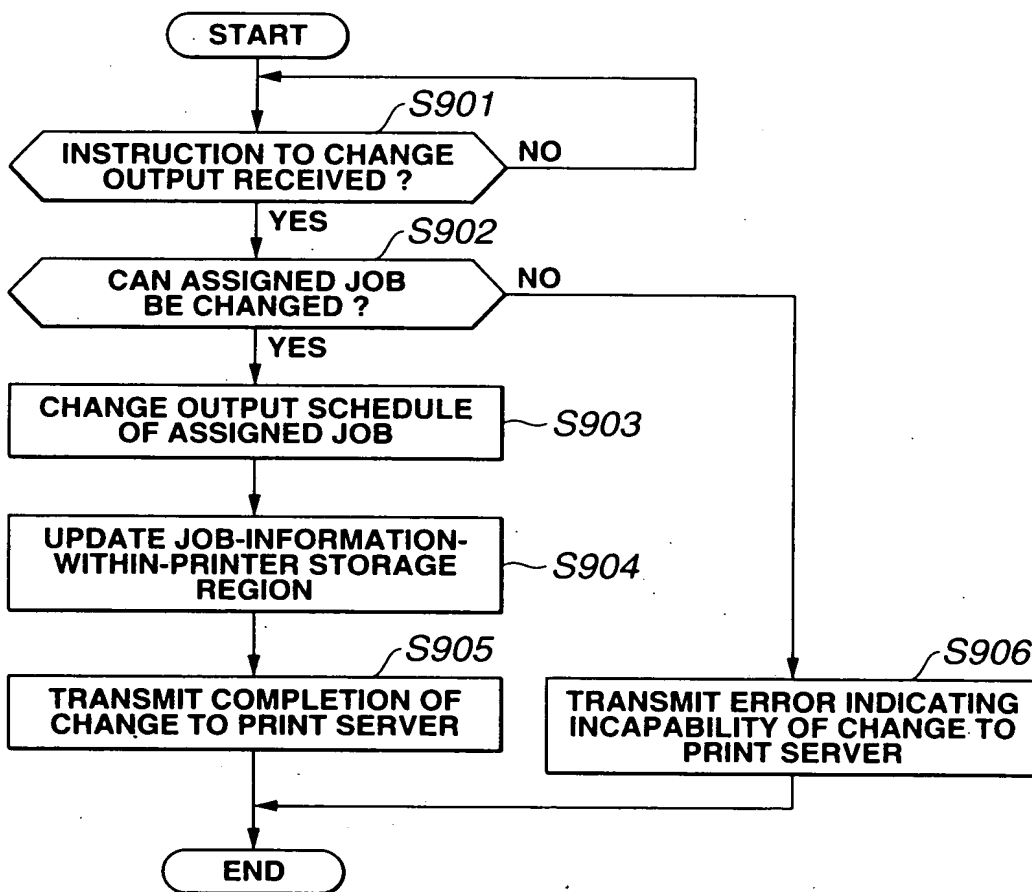 START
S901
INSTRUCTION TO CHANGE
OUTPUT RECEIVED ?
NO
YES
S902
CAN ASSIGNED JOB
BE CHANGED ?
NO
YES
CHANGE OUTPUT SCHEDULE
OF ASSIGNED JOB
S903
UPDATE JOB-INFORMATION-
WITHIN-PRINTER STORAGE
REGION
S904
S905
TRANSMIT COMPLETION OF
CHANGE TO PRINT SERVER
S906
TRANSMIT ERROR INDICATING
INCAPABILITY OF CHANGE TO
PRINT SERVER
END